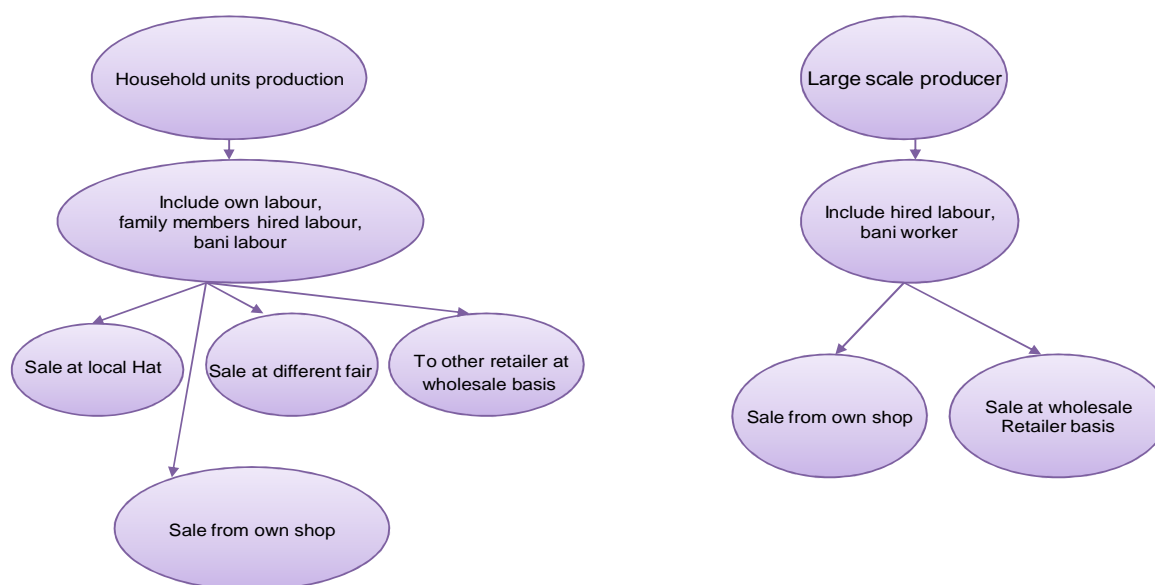 Household units production
Large scale producer
Include own labour,
family members hired labour,
bani labour
Include hired labour,
bani worker
Sale at local Hat
Sale at different fair
To other retailer at
wholesale basis
Sale from own shop
Sale at wholesale
Retailer basis
Sale from own shop